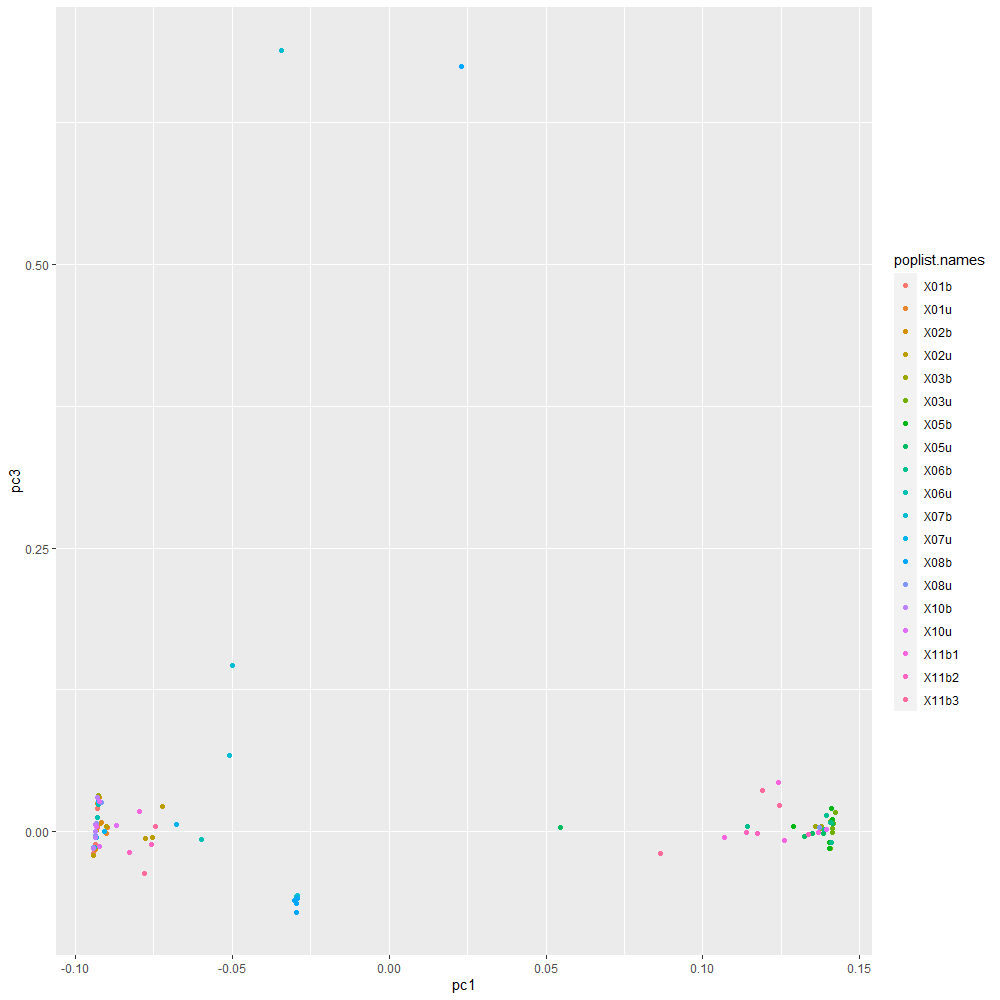 0.50
0.25
0.00
pc3
-0.10
-0.05
0.00
0.05
0.10
0.15
pc1
poplist.names
X01b
X01u
X02b
X02u
X03b
X03u
X05b
X05u
X06b
X06u
X07b
X07u
X08b
X08u
X10b
X10u
X11b1
X11b2
X11b3